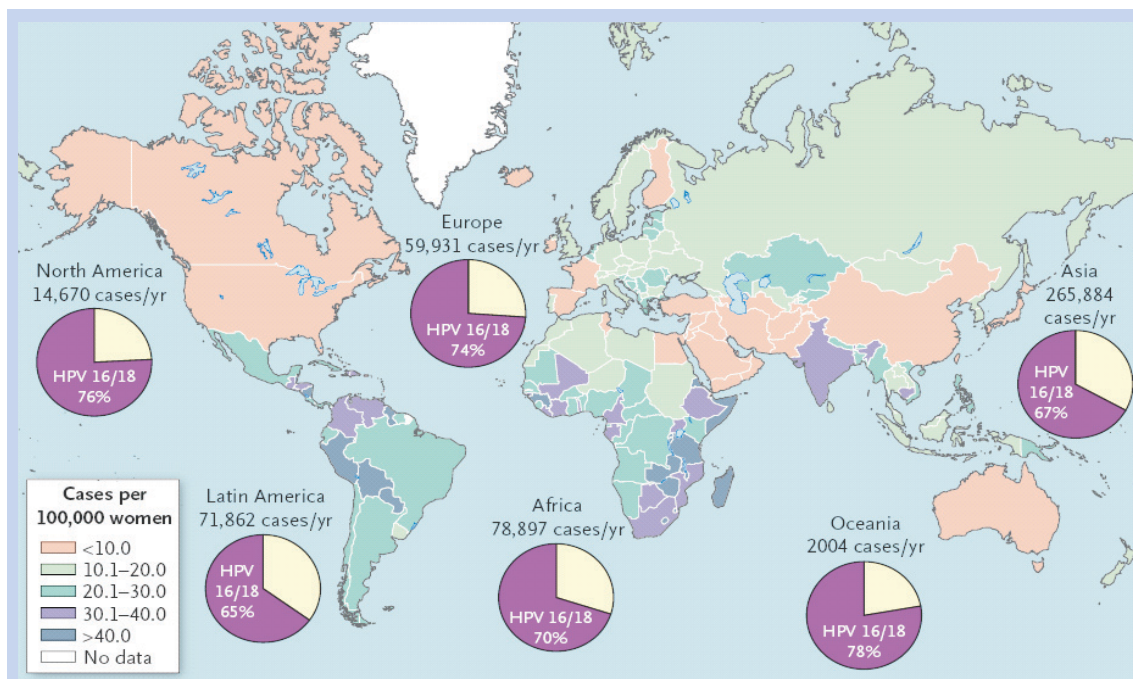 Europe
59,931 cases/yr
HPV 16/18
74%
North America
14,670 cases/yr
HPV 16/18
76%
Asia
265,884
cases/yr
HPV
16/18
67%
Latin America
71,862 cases/yr
HPV
16/18
65%
Africa
78,897 cases/yr
HPV 16/18
70%
Oceania
2004 cases/yr
HPV 16/18
78%
Cases per
100,000 women
<10.0
10.1–20.0
20.1–30.0
30.1–40.0
>40.0
No data